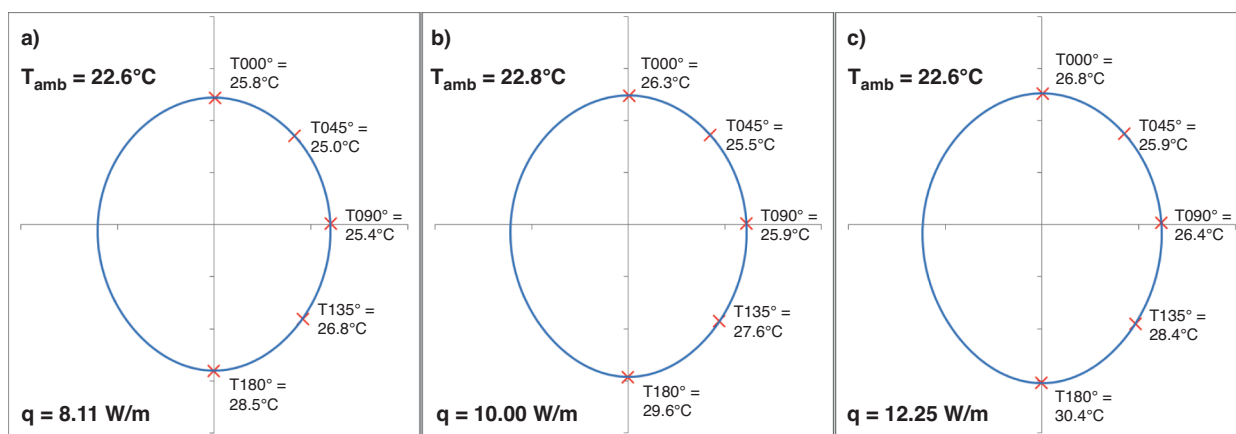 a)
T_amb = 22.6°C
T000° =
25.8°C
T045° =
25.0°C
T090° =
25.4°C
T135° =
26.8°C
T180° =
28.5°C
q = 8.11 W/m
b)
T_amb = 22.8°C
T000° =
26.3°C
T045° =
25.5°C
T090° =
25.9°C
T135° =
27.6°C
T180° =
29.6°C
q = 10.00 W/m
c)
T_amb = 22.6°C
T000° =
26.8°C
T045° =
25.9°C
T090° =
26.4°C
T135° =
28.4°C
T180° =
30.4°C
q = 12.25 W/m